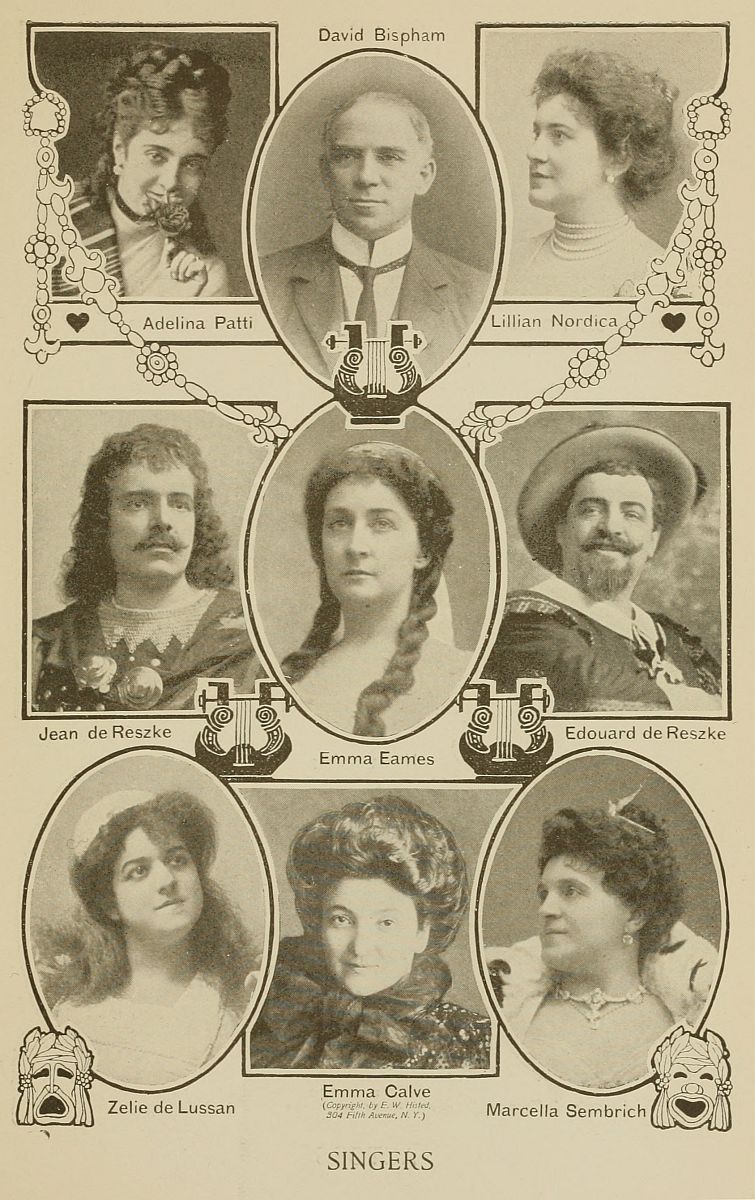 David Bispham
Adelina Patti
Lillian Nordica
Jean de Reszke
Emma Eames
Edouard de Reszke
Zelie de Lussan
Emma Calve
(Copyright, by E. W. Histed,
304 Fifth Avenue, N. Y.)
Marcella Sembrich
SINGERS